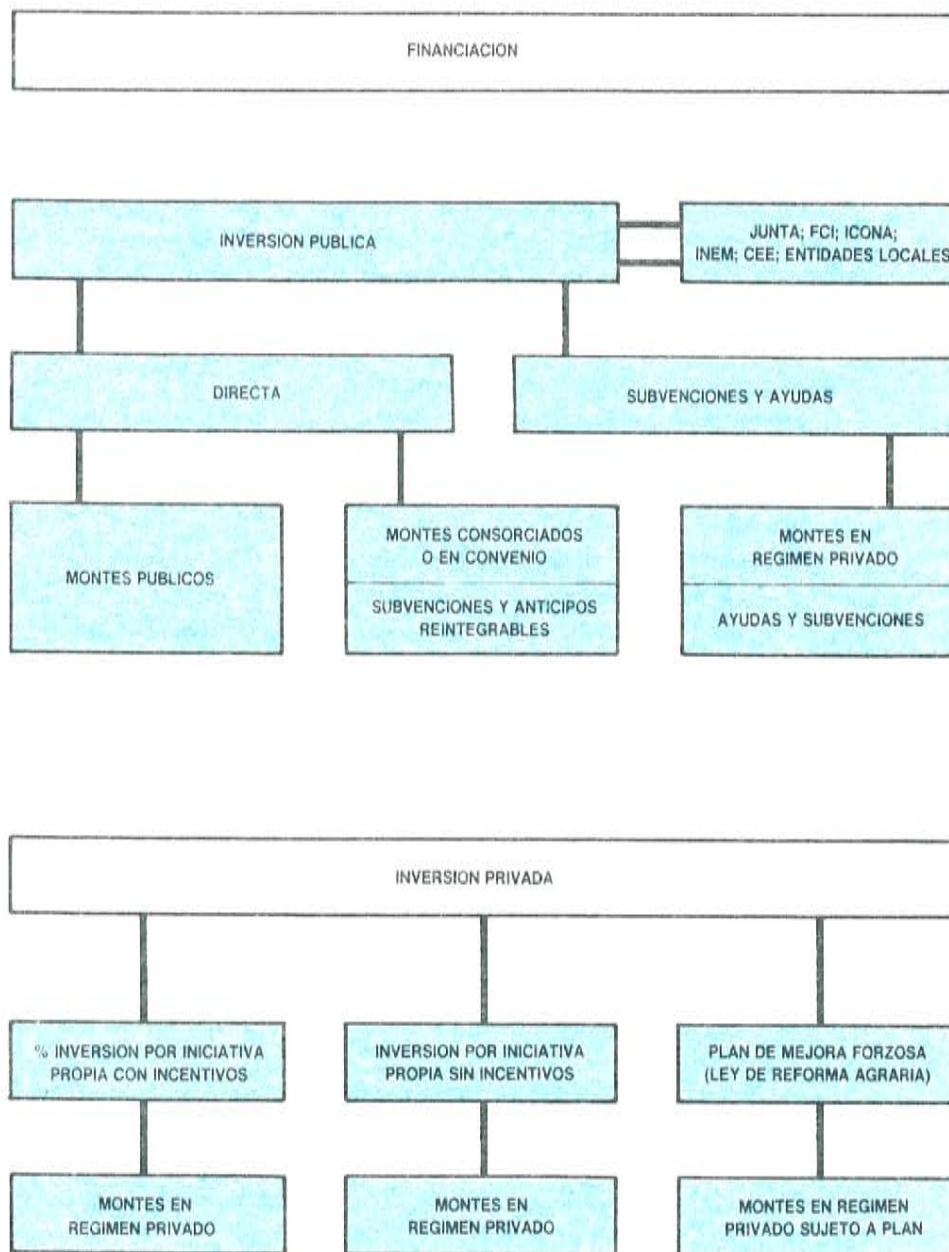 FINANCIACION
INVERSION PUBLICA
JUNTA; FCI; ICONA;
INEM; CEE; ENTIDADES LOCALES
DIRECTA
SUBVENCIONES Y AYUDAS
MONTES PUBLICOS
MONTES CONSORCIADOS
O EN CONVENIO
SUBVENCIONES Y ANTICIPOS
REINTEGRABLES
MONTES EN
REGIMEN PRIVADO
AYUDAS Y SUBVENCIONES
INVERSION PRIVADA
% INVERSION POR INICIATIVA
PROPIA CON INCENTIVOS
INVERSION POR INICIATIVA
PROPIA SIN INCENTIVOS
PLAN DE MEJORA FORZOSA
(LEY DE REFORMA AGRARIA)
MONTES EN
REGIMEN PRIVADO
MONTES EN
REGIMEN PRIVADO
MONTES EN REGIMEN
PRIVADO SUJETO A PLAN